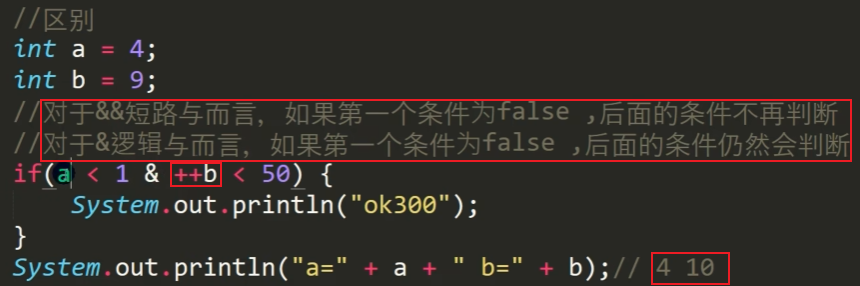 //区别
int a = 4;
int b = 9;
//对于&&短路与而言，如果第一个条件为false ,后面的条件不再判断
//对于&逻辑与而言，如果第一个条件为false ,后面的条件仍然会判断
if(a < 1 & ++b < 50) {
    System.out.println("ok300");
}
System.out.println("a=" + a + " b=" + b);// 4 10